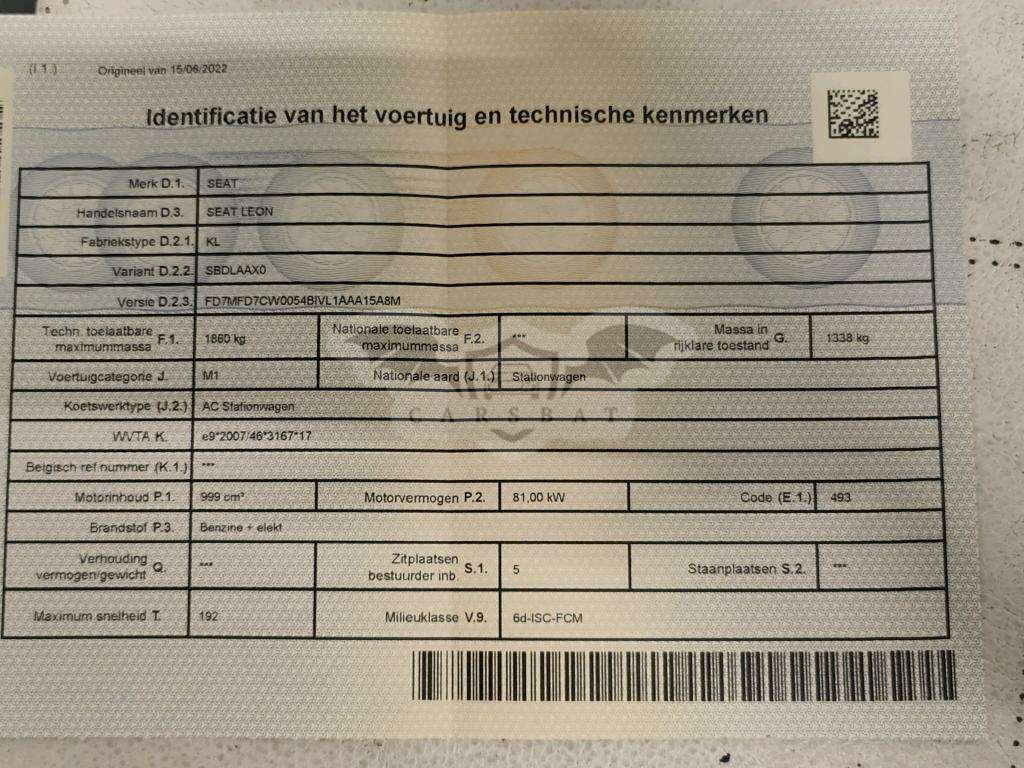 (I.1.) Origineel van 15/06/2022
Identificatie van het voertuig en technische kenmerken
Merk D.1. SEAT
Handelsnaam D.3. SEAT LEON
Fabriekstype D.2.1. KL
Variant D.2.2. SBDLAAX0
Versie D.2.3. FD7MFD7CW0054BIVL1AAA15A8M
Techn. toelaatbare maximummassa F.1. 1860 kg Nationale toelaatbare maximummassa F.2. *** Massa in rijklare toestand G. 1338 kg
Voertuigcategorie J. M1 Nationale aard (J.1.) Stationwagen
Koetswerktype (J.2.) AC Stationwagen
CARSBAT
WVTA K. e9*2007/46*3167*17
Belgisch ref nummer (K.1.) ***
Motorinhoud P.1. 999 cm³ Motorvermogen P.2. 81,00 kW Code (E.1.) 493
Brandstof P.3. Benzine + elekt
Verhouding vermogen/gewicht Q. *** Zitplaatsen bestuurder inb. S.1. 5 Staanplaatsen S.2. ***
Maximum snelheid T. 192 Milieuklasse V.9. 6d-ISC-FCM